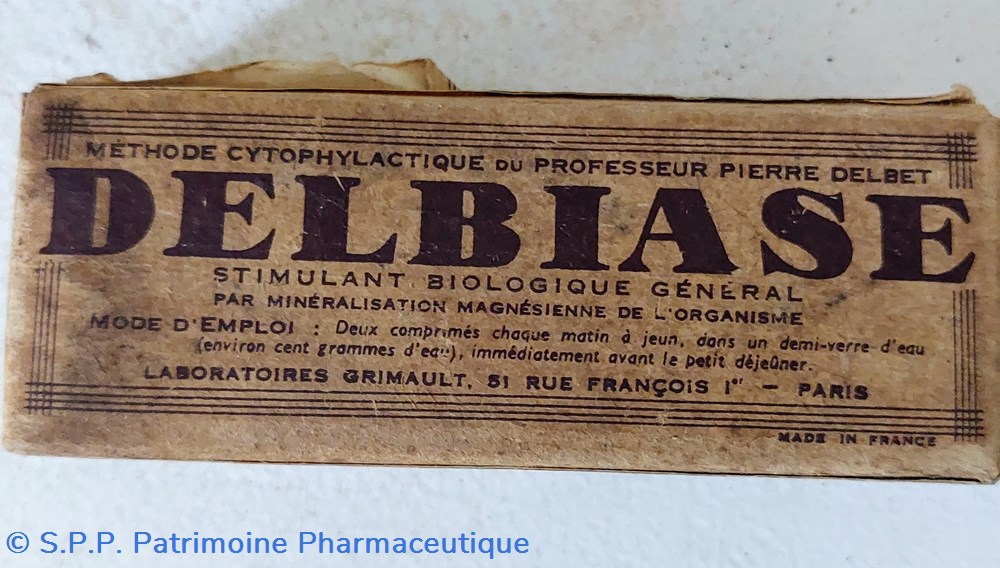 MÉTHODE CYTOPHYLACTIQUE DU PROFESSEUR PIERRE DELBET
DELBIASE
STIMULANT BIOLOGIQUE GÉNÉRAL
PAR MINÉRALISATION MAGNÉSIENNE DE L'ORGANISME
MODE D'EMPLOI : Deux comprimés chaque matin à jeun, dans un demi-verre d'eau
(environ cent grammes d'eau), immédiatement avant le petit déjeûner.
LABORATOIRES GRIMAULT, 51 RUE FRANÇOIS Ier — PARIS
MADE IN FRANCE
© S.P.P. Patrimoine Pharmaceutique